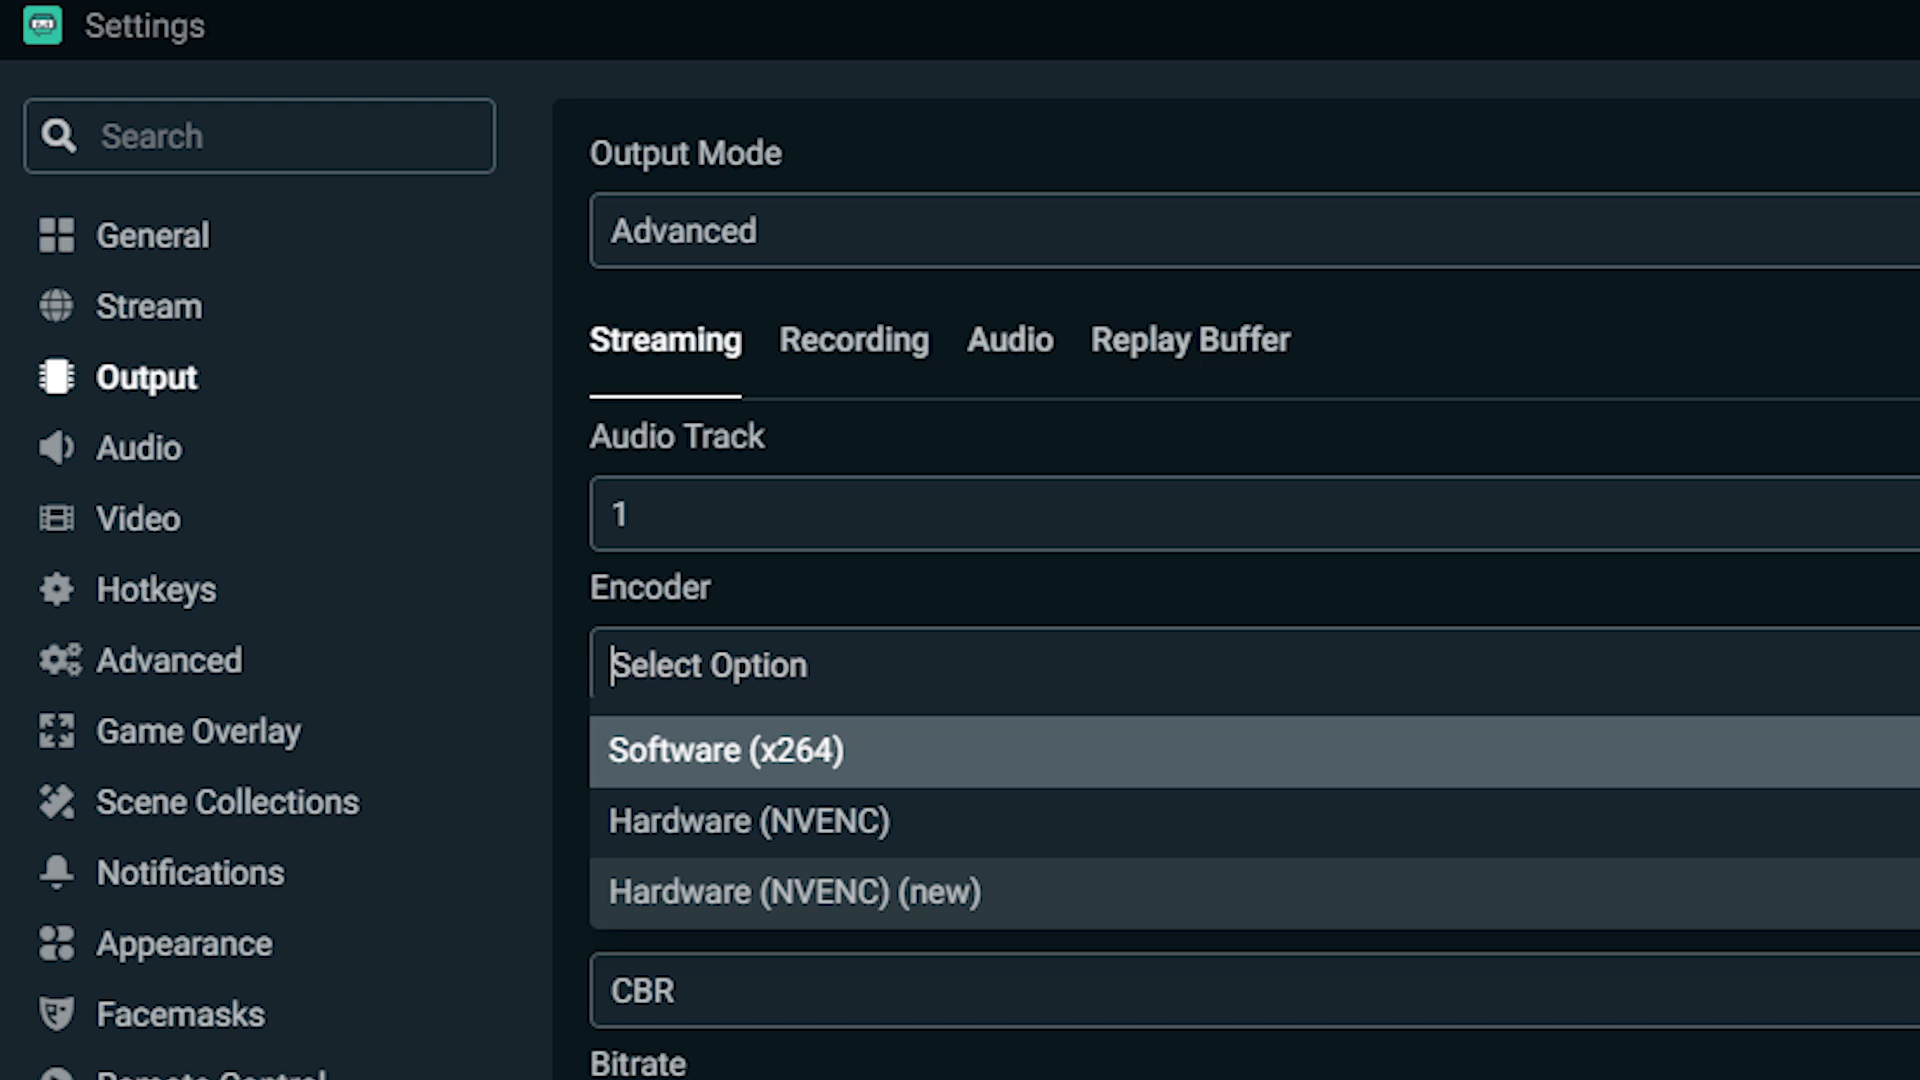 Settings
Search
General
Stream
Output
Audio
Video
Hotkeys
Advanced
Game Overlay
Scene Collections
Notifications
Appearance
Facemasks
Remote Control
Output Mode
Advanced
Streaming Recording Audio Replay Buffer
Audio Track
1
Encoder
Select Option
Software (x264)
Hardware (NVENC)
Hardware (NVENC) (new)
CBR
Bitrate